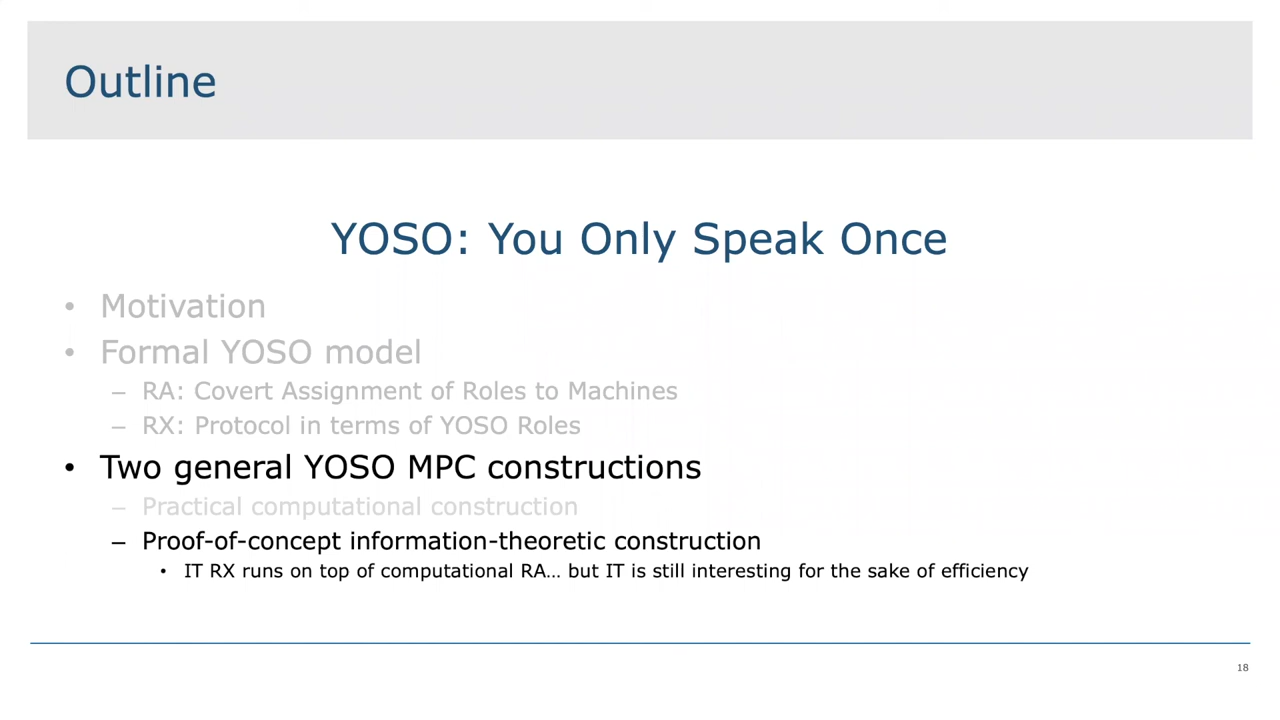 Outline
YOSO: You Only Speak Once
• Motivation
• Formal YOSO model
– RA: Covert Assignment of Roles to Machines
– RX: Protocol in terms of YOSO Roles
• Two general YOSO MPC constructions
– Practical computational construction
– Proof-of-concept information-theoretic construction
• IT RX runs on top of computational RA… but IT is still interesting for the sake of efficiency
18